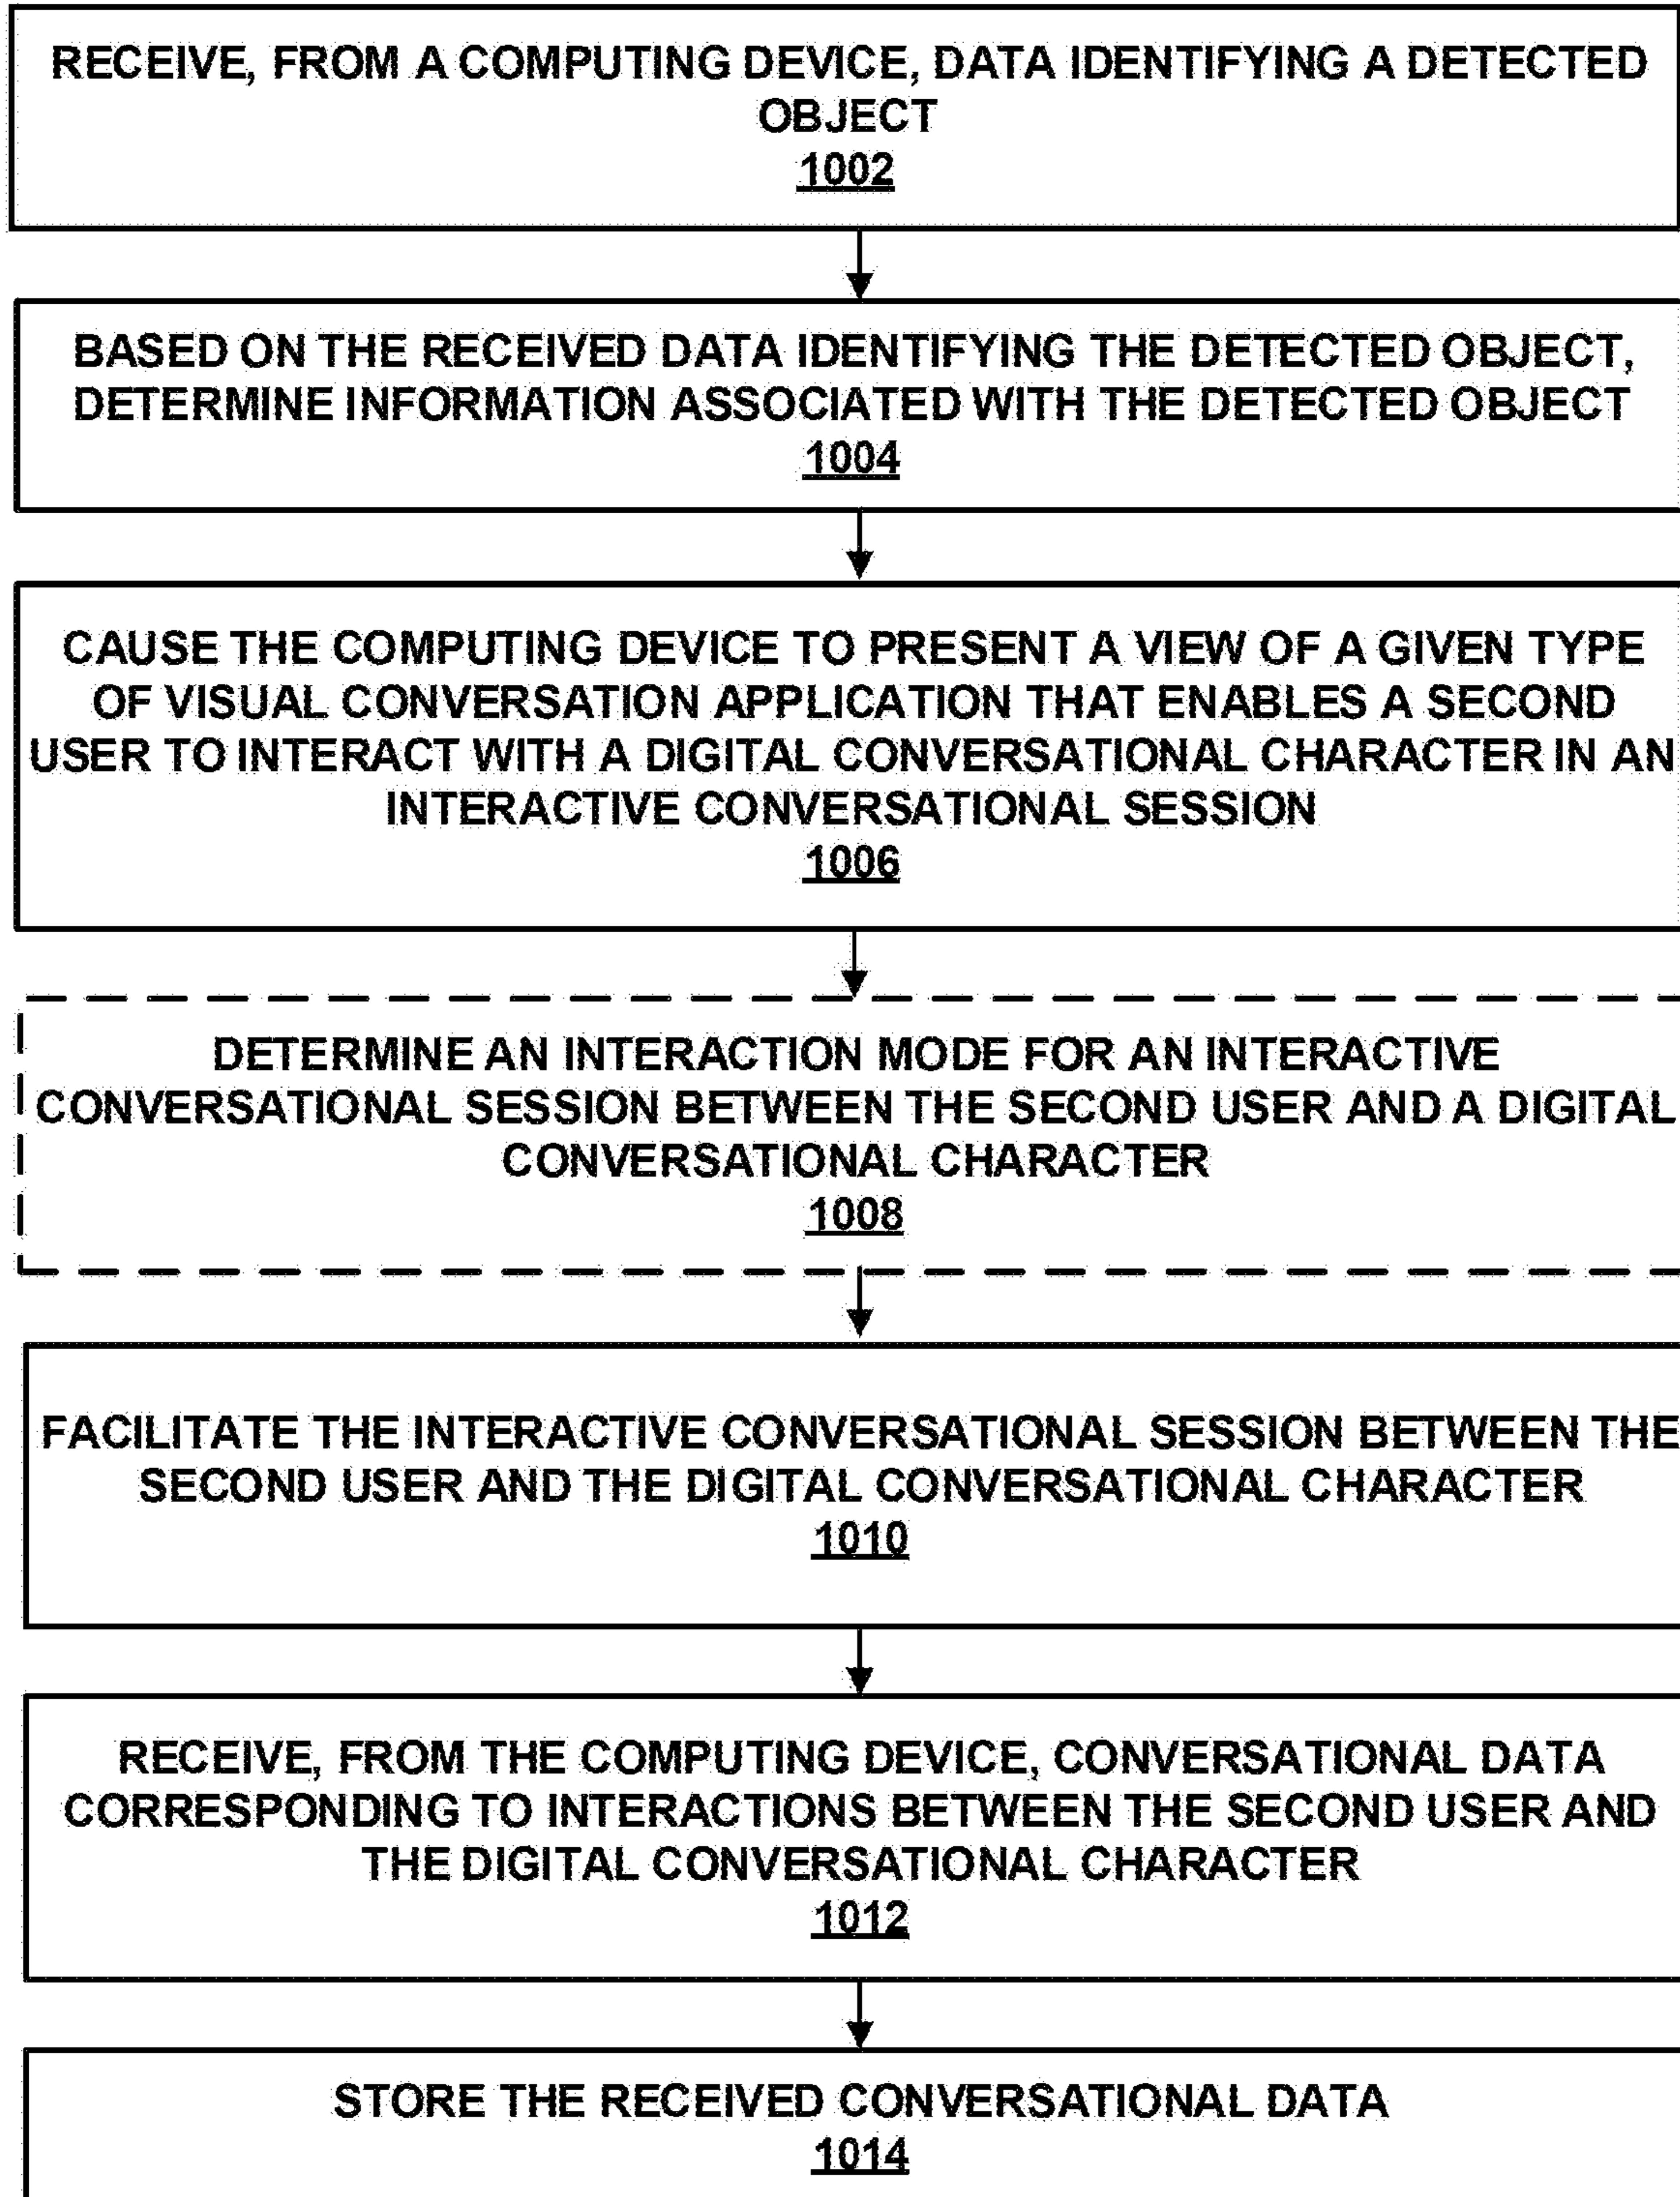 RECEIVE, FROM A COMPUTING DEVICE, DATA IDENTIFYING A DETECTED
OBJECT
1002
BASED ON THE RECEIVED DATA IDENTIFYING THE DETECTED OBJECT,
DETERMINE INFORMATION ASSOCIATED WITH THE DETECTED OBJECT
1004
CAUSE THE COMPUTING DEVICE TO PRESENT A VIEW OF A GIVEN TYPE
OF VISUAL CONVERSATION APPLICATION THAT ENABLES A SECOND
USER TO INTERACT WITH A DIGITAL CONVERSATIONAL CHARACTER IN AN
INTERACTIVE CONVERSATIONAL SESSION
1006
DETERMINE AN INTERACTION MODE FOR AN INTERACTIVE
CONVERSATIONAL SESSION BETWEEN THE SECOND USER AND A DIGITAL
CONVERSATIONAL CHARACTER
1008
FACILITATE THE INTERACTIVE CONVERSATIONAL SESSION BETWEEN THE
SECOND USER AND THE DIGITAL CONVERSATIONAL CHARACTER
1010
RECEIVE, FROM THE COMPUTING DEVICE, CONVERSATIONAL DATA
CORRESPONDING TO INTERACTIONS BETWEEN THE SECOND USER AND
THE DIGITAL CONVERSATIONAL CHARACTER
1012
STORE THE RECEIVED CONVERSATIONAL DATA
1014